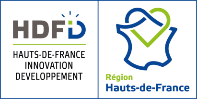 HDFID
HAUTS-DE-FRANCE
INNOVATION
DEVELOPPEMENT
Région
Hauts-de-France